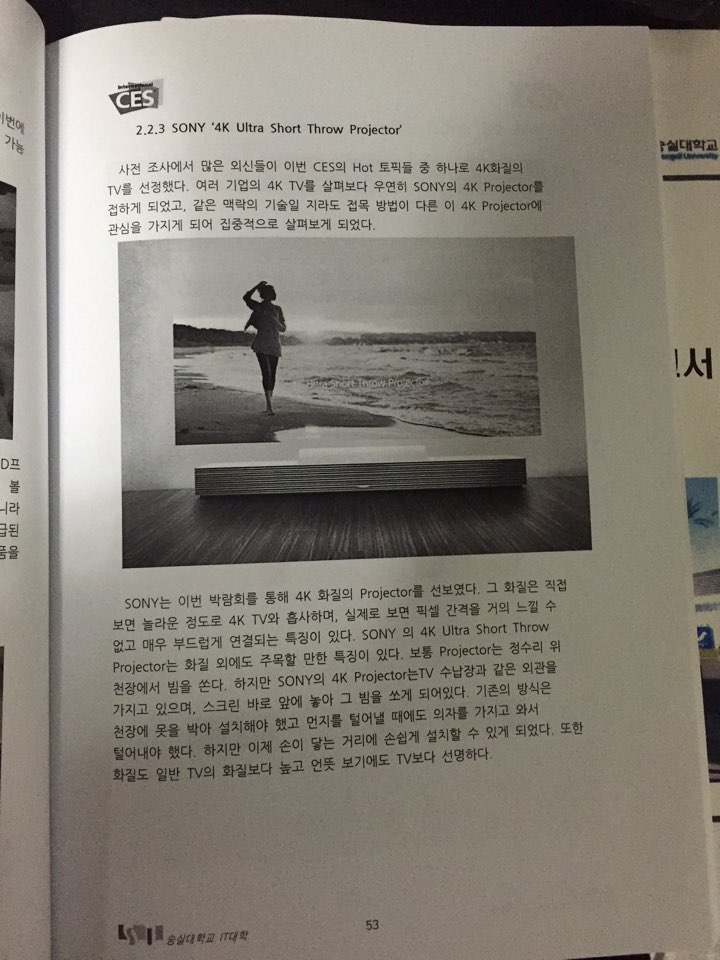 International
CES
2.2.3 SONY '4K Ultra Short Throw Projector'
사전 조사에서 많은 외신들이 이번 CES의 Hot 토픽들 중 하나로 4K화질의
TV를 선정했다. 여러 기업의 4K TV를 살펴보다 우연히 SONY의 4K Projector를
접하게 되었고, 같은 맥락의 기술일 지라도 접목 방법이 다른 이 4K Projector에
관심을 가지게 되어 집중적으로 살펴보게 되었다.
Ultra Short Throw Projector
SONY는 이번 박람회를 통해 4K 화질의 Projector를 선보였다. 그 화질은 직접
보면 놀라운 정도로 4K TV와 흡사하며, 실제로 보면 픽셀 간격을 거의 느낄 수
없고 매우 부드럽게 연결되는 특징이 있다. SONY 의 4K Ultra Short Throw
Projector는 화질 외에도 주목할 만한 특징이 있다. 보통 Projector는 정수리 위
천장에서 빔을 쏜다. 하지만 SONY의 4K Projector는TV 수납장과 같은 외관을
가지고 있으며, 스크린 바로 앞에 놓아 그 빔을 쏘게 되어있다. 기존의 방식은
천장에 못을 박아 설치해야 했고 먼지를 털어낼 때에도 의자를 가지고 와서
털어내야 했다. 하지만 이제 손이 닿는 거리에 손쉽게 설치할 수 있게 되었다. 또한
화질도 일반 TV의 화질보다 높고 언뜻 보기에도 TV보다 선명하다.
숭실대학교 IT대학
53
이번에
가능
D프
볼
니라
급된
품을
숭실대학교
Soongsil University
서